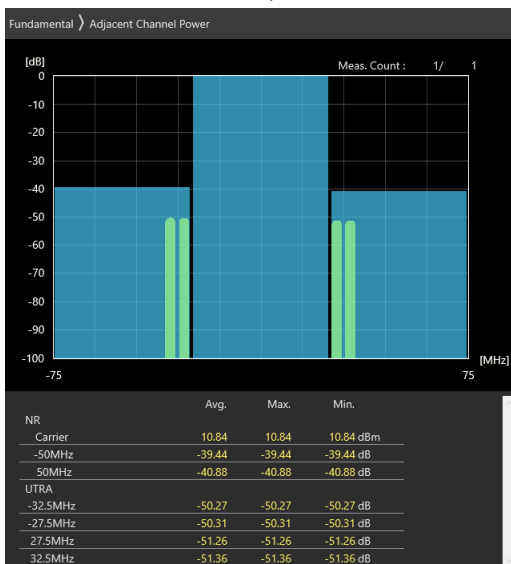 Fundamental 〉 Adjacent Channel Power
[dB] Meas. Count : 1/ 1
0
-10
-20
-30
-40
-50
-60
-70
-80
-90
-100 [MHz]
-75 75
Avg. Max. Min.
NR
Carrier 10.84 10.84 10.84 dBm
-50MHz -39.44 -39.44 -39.44 dB
50MHz -40.88 -40.88 -40.88 dB
UTRA
-32.5MHz -50.27 -50.27 -50.27 dB
-27.5MHz -50.31 -50.31 -50.31 dB
27.5MHz -51.26 -51.26 -51.26 dB
32.5MHz -51.36 -51.36 -51.36 dB